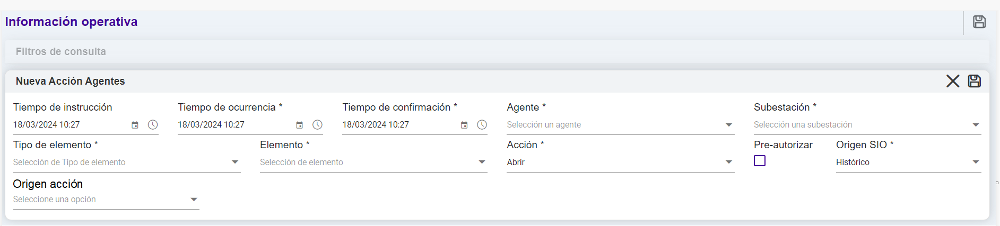 Información operativa
Filtros de consulta
Nueva Acción Agentes
Tiempo de instrucción Tiempo de ocurrencia * Tiempo de confirmación * Agente * Subestación *
18/03/2024 10:27 18/03/2024 10:27 18/03/2024 10:27 Selección un agente Selección una subestación
Tipo de elemento * Elemento * Acción * Pre-autorizar Origen SIO *
Selección de Tipo de elemento Selección de elemento Abrir Histórico
Origen acción
Seleccione una opción